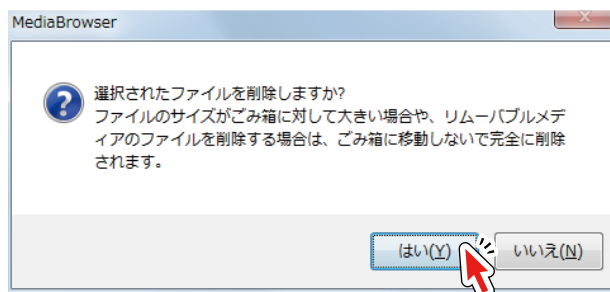 MediaBrowser
選択されたファイルを削除しますか?
ファイルのサイズがごみ箱に対して大きい場合や、リムーバブルメデ
ィアのファイルを削除する場合は、ごみ箱に移動しないで完全に削除
されます。
はい(Y) いいえ(N)